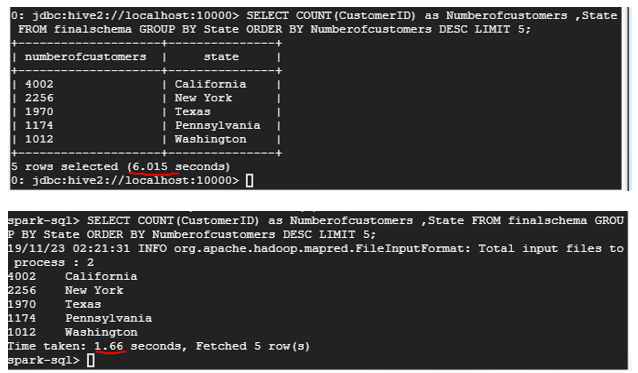 0: jdbc:hive2://localhost:10000> SELECT COUNT(CustomerID) as Numberofcustomers ,State
FROM finalschema GROUP BY State ORDER BY Numberofcustomers DESC LIMIT 5;
+---------------------+---------------+
| numberofcustomers | state |
+---------------------+---------------+
| 4002 | California |
| 2256 | New York |
| 1970 | Texas |
| 1174 | Pennsylvania |
| 1012 | Washington |
+---------------------+---------------+
5 rows selected (6.015 seconds)
0: jdbc:hive2://localhost:10000>
spark-sql> SELECT COUNT(CustomerID) as Numberofcustomers ,State FROM finalschema GROU
P BY State ORDER BY Numberofcustomers DESC LIMIT 5;
19/11/23 02:21:31 INFO org.apache.hadoop.mapred.FileInputFormat: Total input files to
process : 2
4002 California
2256 New York
1970 Texas
1174 Pennsylvania
1012 Washington
Time taken: 1.66 seconds, Fetched 5 row(s)
spark-sql>